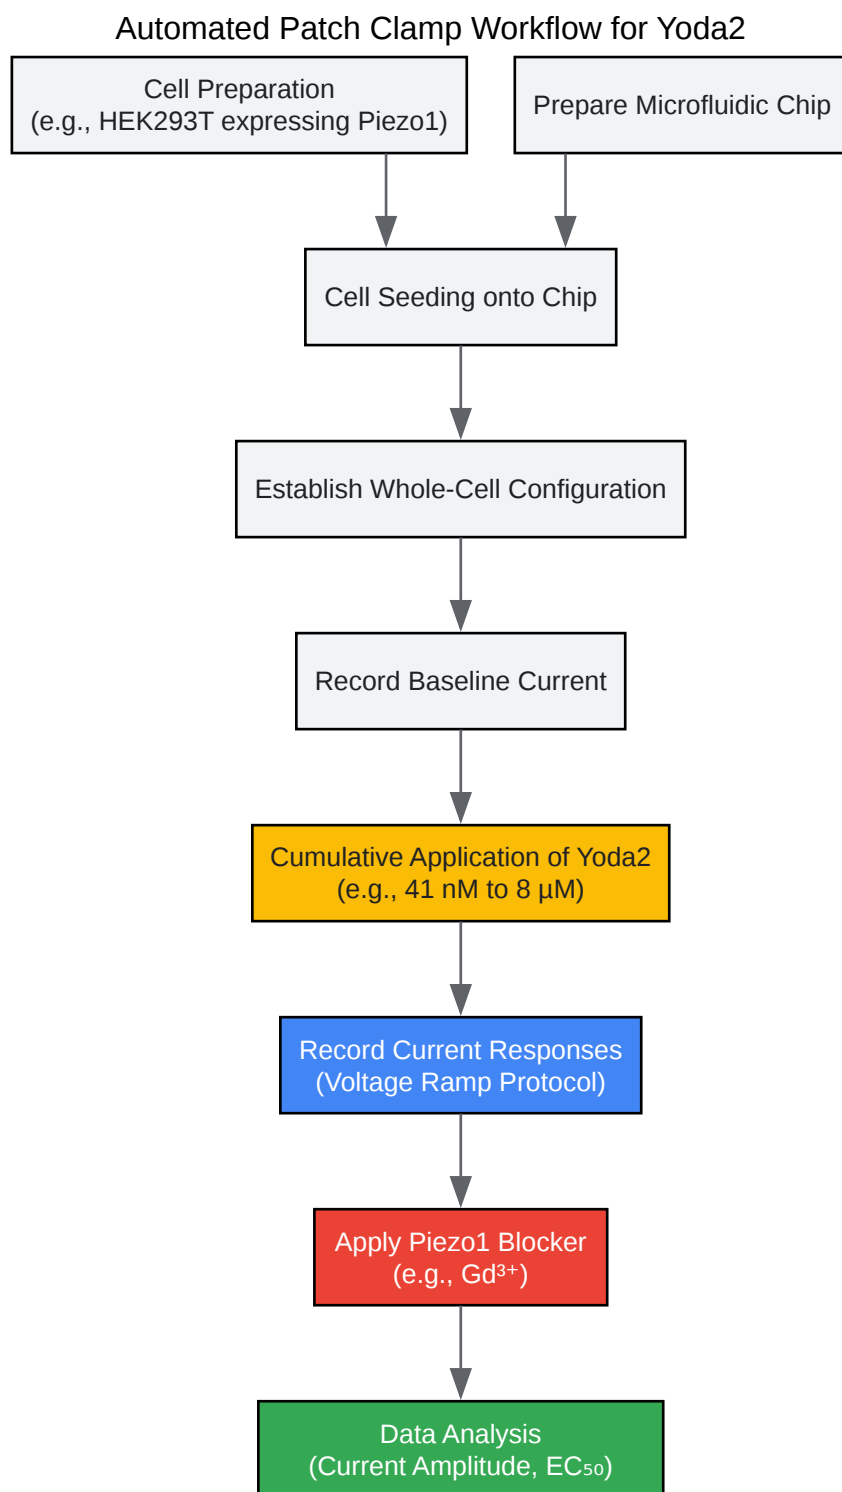 Automated Patch Clamp Workflow for Yoda2
Cell Preparation
(e.g., HEK293T expressing Piezo1)
Prepare Microfluidic Chip
Cell Seeding onto Chip
Establish Whole-Cell Configuration
Record Baseline Current
Cumulative Application of Yoda2
(e.g., 41 nM to 8 µM)
Record Current Responses
(Voltage Ramp Protocol)
Apply Piezo1 Blocker
(e.g., Gd³⁺)
Data Analysis
(Current Amplitude, EC₅₀)